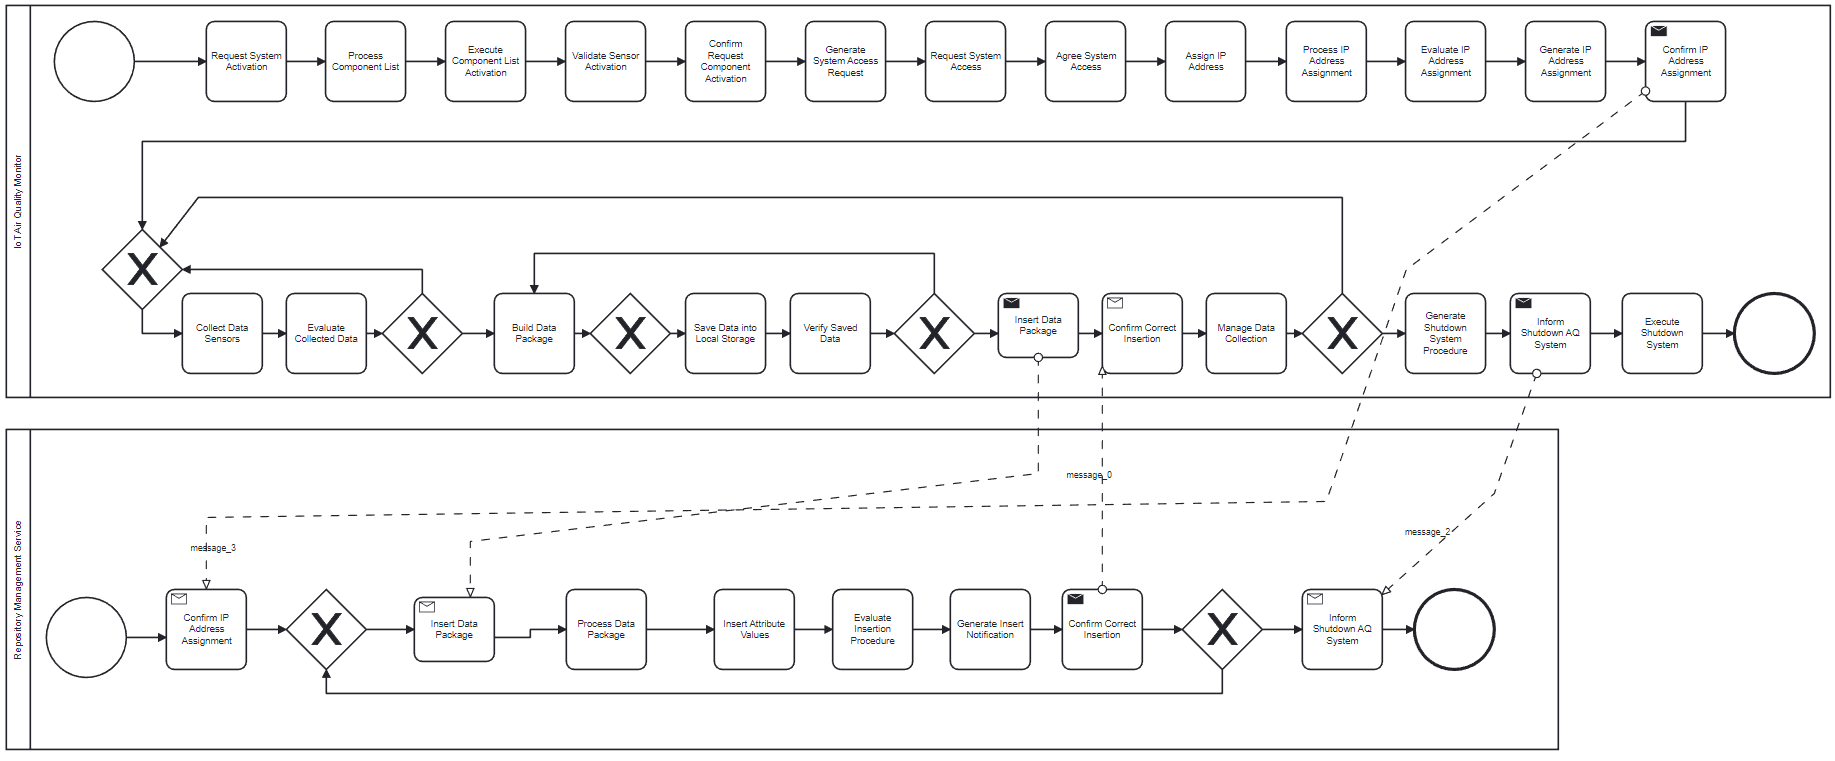 IoT Air Quality Monitor
Request System
Activation
Process
Component List
Execute
Component List
Activation
Validate Sensor
Activation
Confirm
Request
Component
Activation
Generate
System Access
Request
Request System
Access
Agree System
Access
Assign IP
Address
Process IP
Address
Assignment
Evaluate IP
Address
Assignment
Generate IP
Address
Assignment
Confirm IP
Address
Assignment
Collect Data
Sensors
Evaluate
Collected Data
Build Data
Package
Save Data into
Local Storage
Verify Saved
Data
Insert Data
Package
Confirm Correct
Insertion
Manage Data
Collection
Generate
Shutdown
System
Procedure
Inform
Shutdown AQ
System
Execute
Shutdown
System
message_0
message_2
message_3
Repository Management Service
Confirm IP
Address
Assignment
Insert Data
Package
Process Data
Package
Insert Attribute
Values
Evaluate
Insertion
Procedure
Generate Insert
Notification
Confirm Correct
Insertion
Inform
Shutdown AQ
System